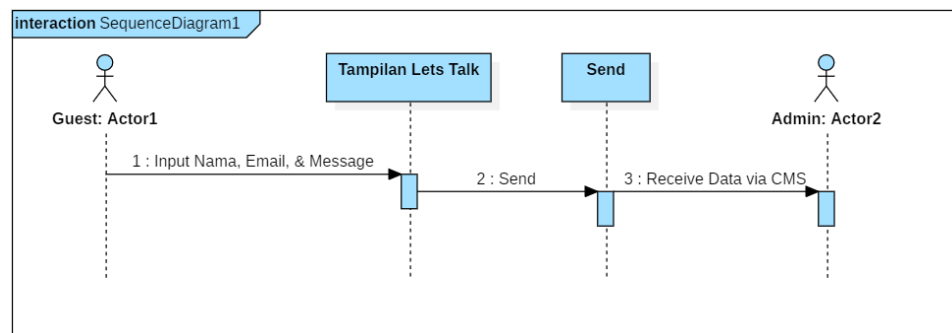 interaction SequenceDiagram1
Tampilan Lets Talk
Send
Guest: Actor1
Admin: Actor2
1 : Input Nama, Email, & Message
2 : Send
3 : Receive Data via CMS